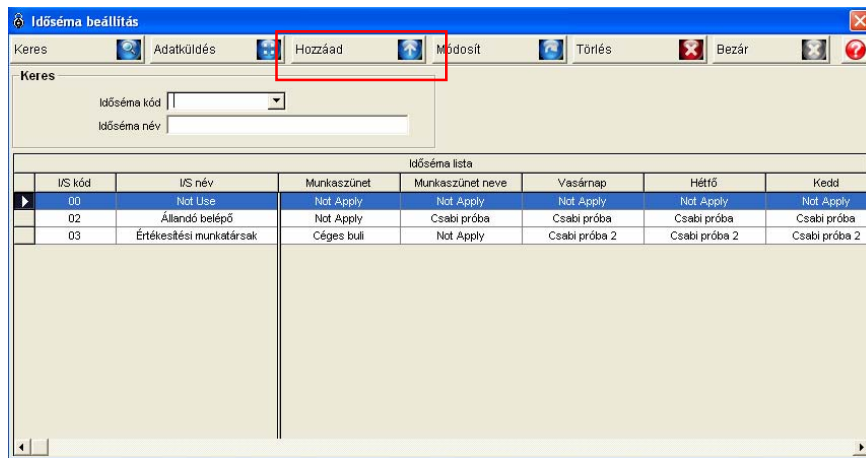 Időséma beállítás
Keres Adatküldés Hozzáad Módosít Törlés Bezár ?
Keres
Időséma kód
Időséma név
Időséma lista
I/S kód I/S név Munkaszünet Munkaszünet neve Vasárnap Hétfő Kedd
00 Not Use Not Apply Not Apply Not Apply Not Apply Not Apply
02 Állandó belépő Not Apply Csabi próba Csabi próba Csabi próba Csabi próba
03 Értékesítési munkatársak Céges buli Not Apply Csabi próba 2 Csabi próba 2 Csabi próba 2